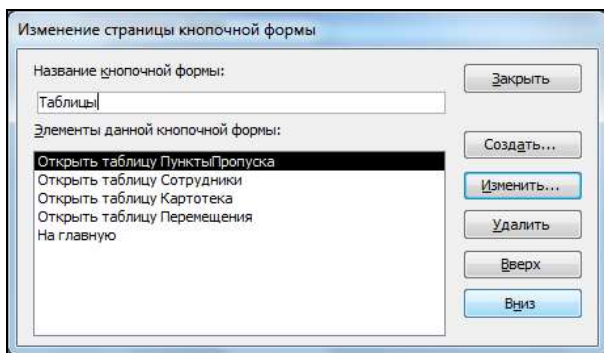 Изменение страницы кнопочной формы
Название кнопочной формы:
Закрыть
Таблицы
Элементы данной кнопочной формы:
Создать...
Открыть таблицу ПунктыПропуска
Открыть таблицу Сотрудники
Изменить...
Открыть таблицу Картотека
Открыть таблицу Перемещения
Удалить
На главную
Вверх
Вниз